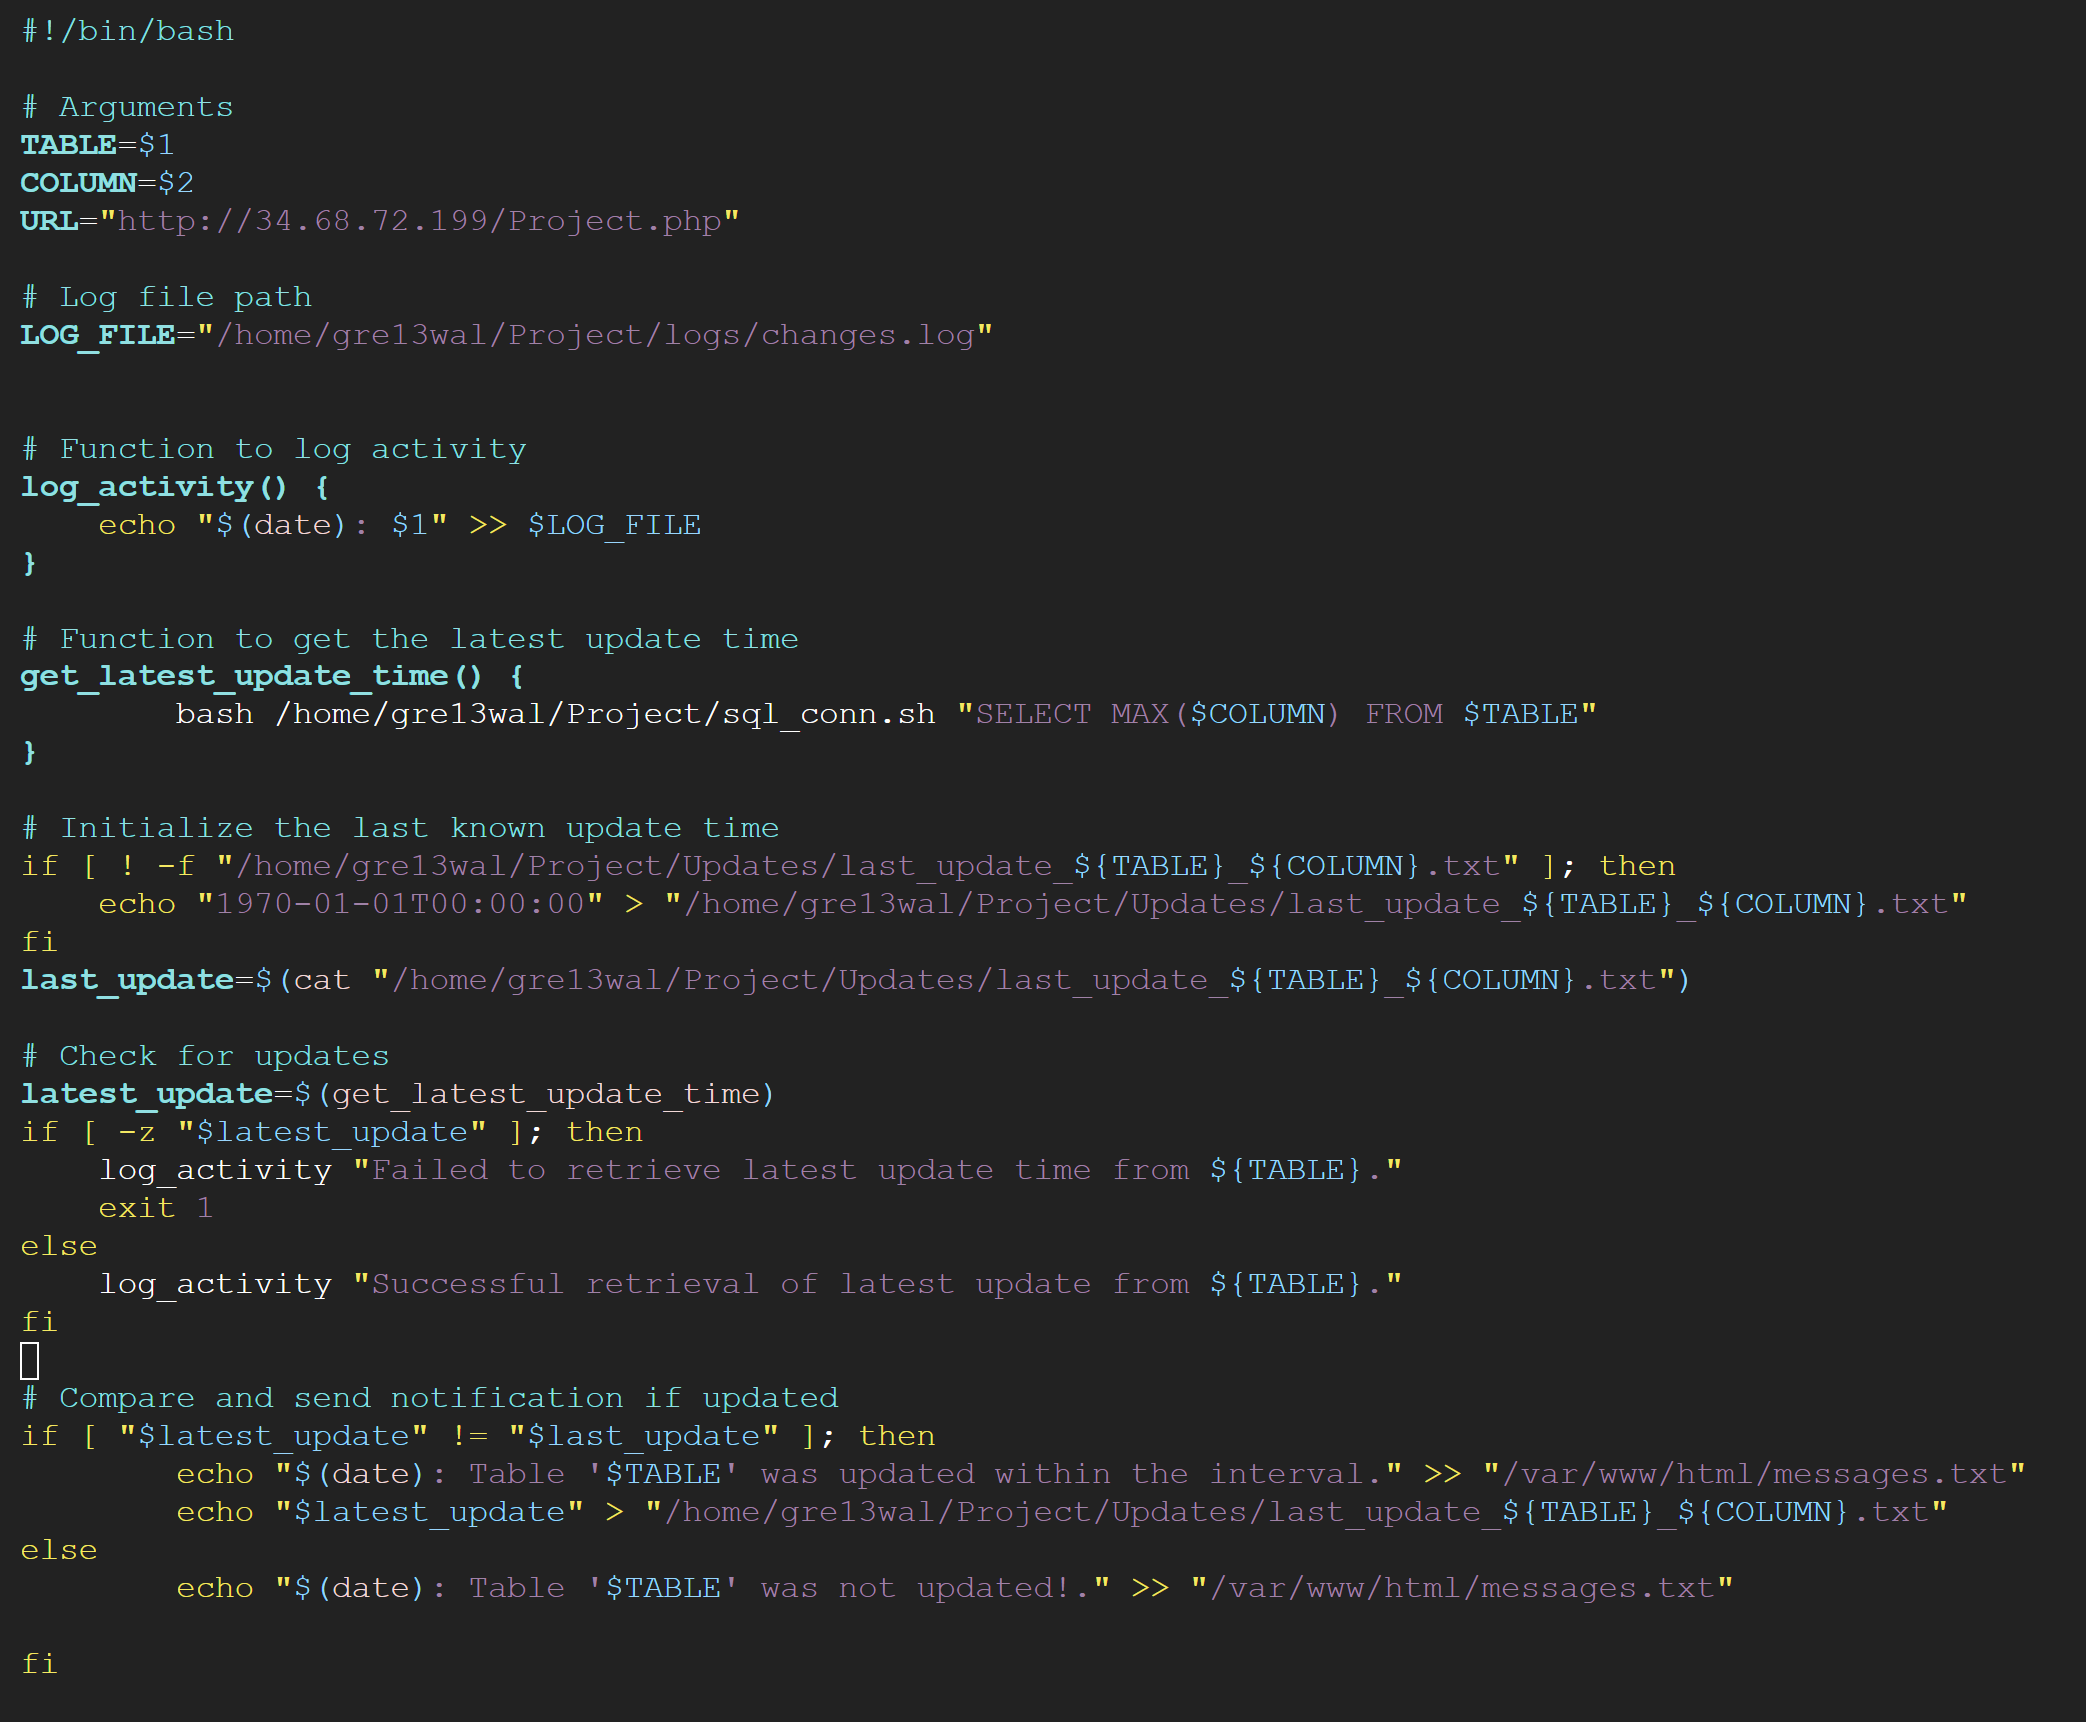 #!/bin/bash
# Arguments
TABLE=$1
COLUMN=$2
URL="http://34.68.72.199/Project.php"
# Log file path
LOG_FILE="/home/gre13wal/Project/logs/changes.log"
# Function to log activity
log_activity() {
    echo "$(date): $1" >> $LOG_FILE
}
# Function to get the latest update time
get_latest_update_time() {
        bash /home/gre13wal/Project/sql_conn.sh "SELECT MAX($COLUMN) FROM $TABLE"
}
# Initialize the last known update time
if [ ! -f "/home/gre13wal/Project/Updates/last_update_${TABLE}_${COLUMN}.txt" ]; then
    echo "1970-01-01T00:00:00" > "/home/gre13wal/Project/Updates/last_update_${TABLE}_${COLUMN}.txt"
fi
last_update=$(cat "/home/gre13wal/Project/Updates/last_update_${TABLE}_${COLUMN}.txt")
# Check for updates
latest_update=$(get_latest_update_time)
if [ -z "$latest_update" ]; then
    log_activity "Failed to retrieve latest update time from ${TABLE}."
    exit 1
else
    log_activity "Successful retrieval of latest update from ${TABLE}."
fi
# Compare and send notification if updated
if [ "$latest_update" != "$last_update" ]; then
        echo "$(date): Table '$TABLE' was updated within the interval." >> "/var/www/html/messages.txt"
        echo "$latest_update" > "/home/gre13wal/Project/Updates/last_update_${TABLE}_${COLUMN}.txt"
else
        echo "$(date): Table '$TABLE' was not updated!." >> "/var/www/html/messages.txt"
fi